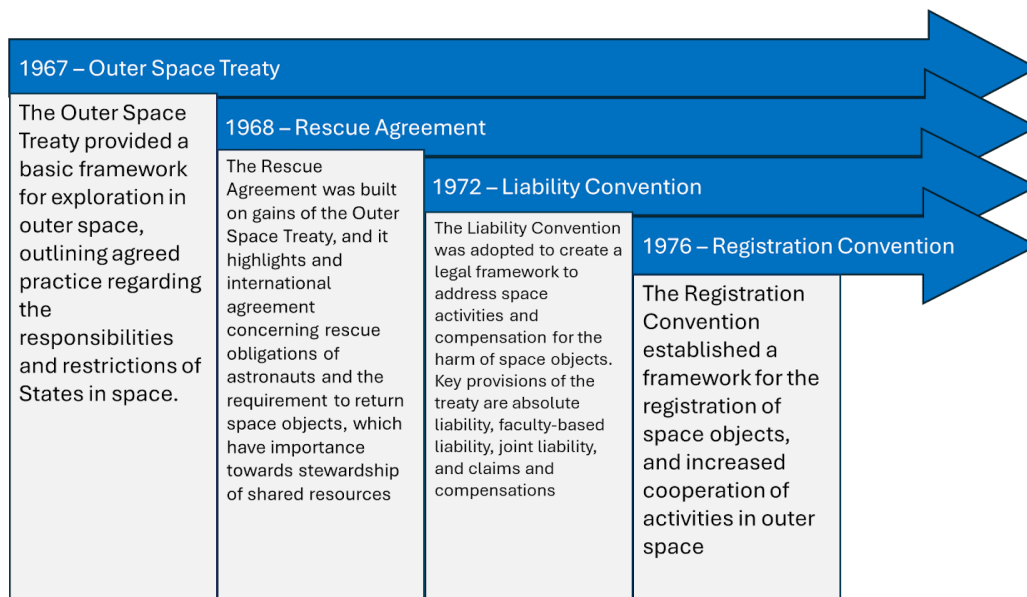 1967 – Outer Space Treaty
The Outer Space
Treaty provided a
basic framework
for exploration in
outer space,
outlining agreed
practice regarding
the
responsibilities
and restrictions of
States in space.
1968 – Rescue Agreement
The Rescue
Agreement was built
on gains of the Outer
Space Treaty, and it
highlights and
international
agreement
concerning rescue
obligations of
astronauts and the
requirement to return
space objects, which
have importance
towards stewardship
of shared resources
1972 – Liability Convention
The Liability Convention
was adopted to create a
legal framework to
address space
activities and
compensation for the
harm of space objects.
Key provisions of the
treaty are absolute
liability, faculty-based
liability, joint liability,
and claims and
compensations
1976 – Registration Convention
The Registration
Convention
established a
framework for the
registration of
space objects,
and increased
cooperation of
activities in outer
space